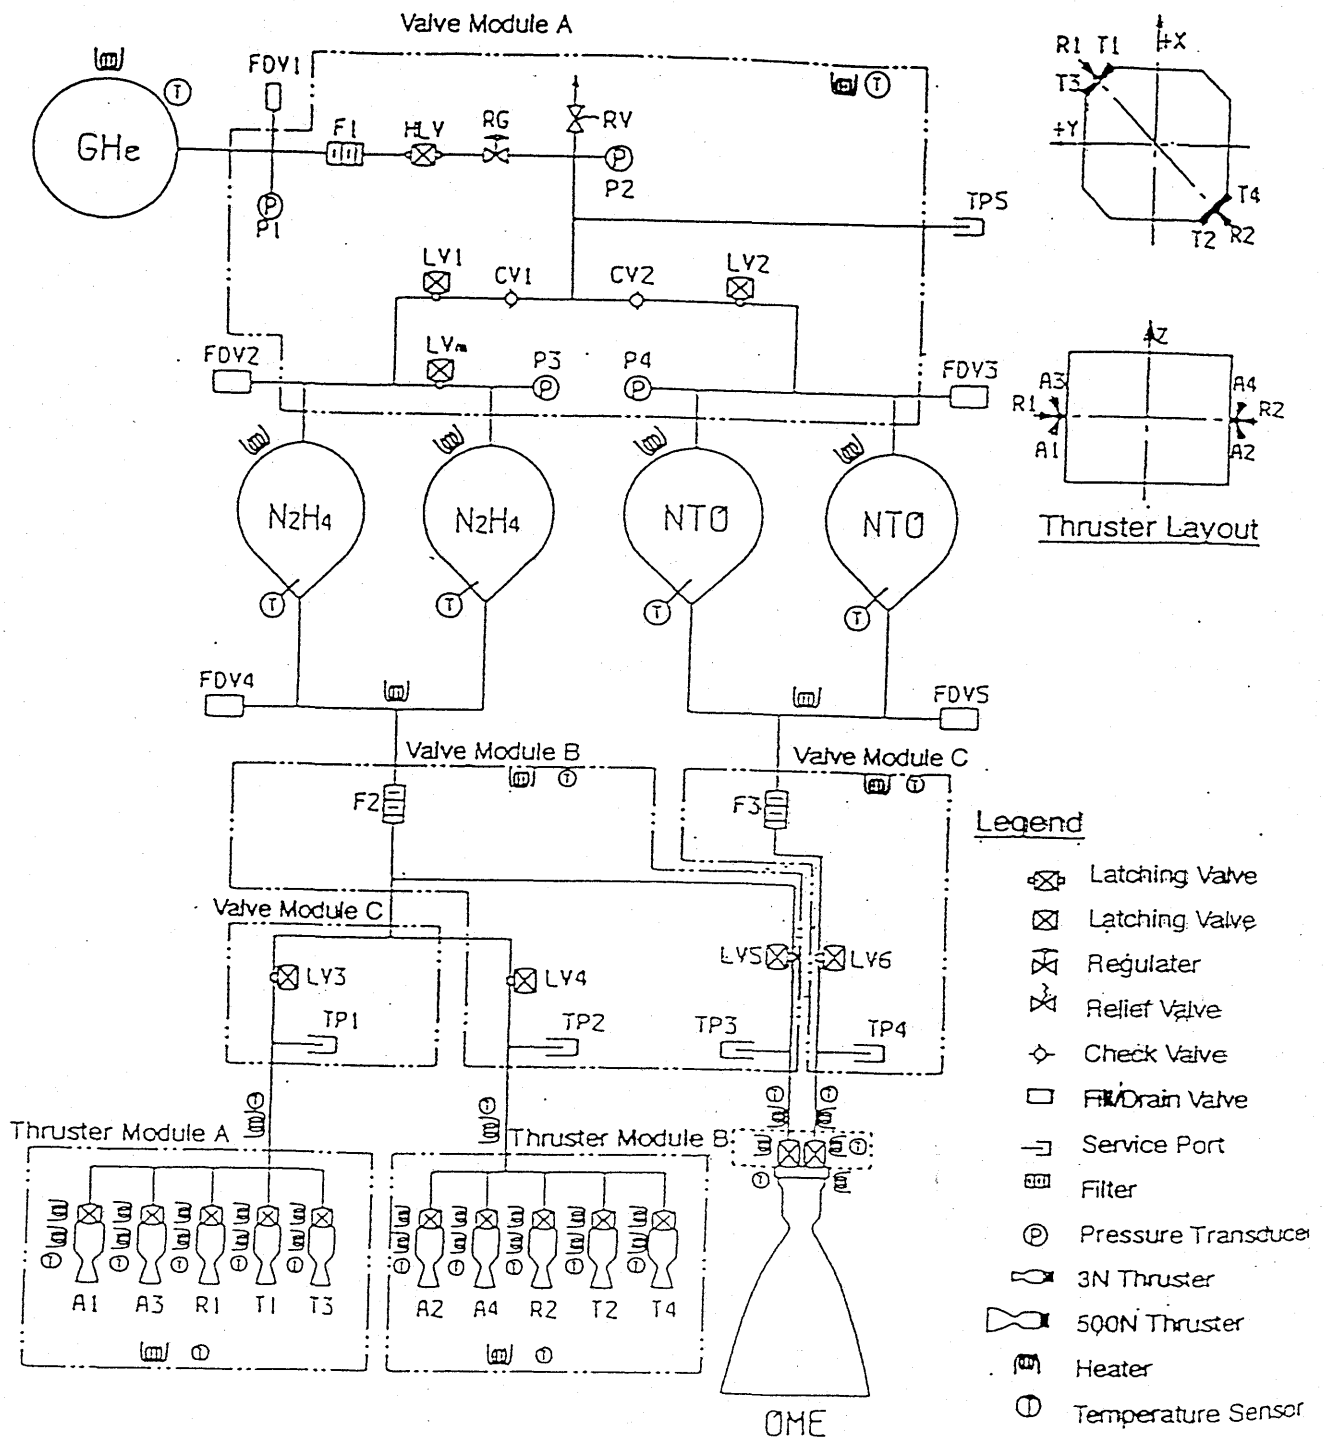 Valve Module A
FDV1
T
GHe
F1
HLV
RG
RV
T
P
P1
P
P2
TP5
LV1
CV1
CV2
LV2
FDV2
LVm
P3
P
P4
P
FDV3
N2H4
N2H4
NTO
NTO
T
T
T
T
FDV4
FDV5
Valve Module B
T
Valve Module C
T
F2
F3
Valve Module C
LV3
LV4
LV5
LV6
TP1
TP2
TP3
TP4
T
T
T
T
Thruster Module A
Thruster Module B
T
T
T
T
T
T
T
T
T
T
T
T
A1
A3
R1
T1
T3
A2
A4
R2
T2
T4
T
T
OME
R1
T1
+X
T3
+Y
T4
T2
R2
Z
A3
A4
R1
R2
A1
A2
Thruster Layout
Legend
Latching Valve
Latching Valve
Regulater
Relief Valve
Check Valve
Fill/Drain Valve
Service Port
Filter
P Pressure Transducer
3N Thruster
500N Thruster
Heater
T Temperature Sensor